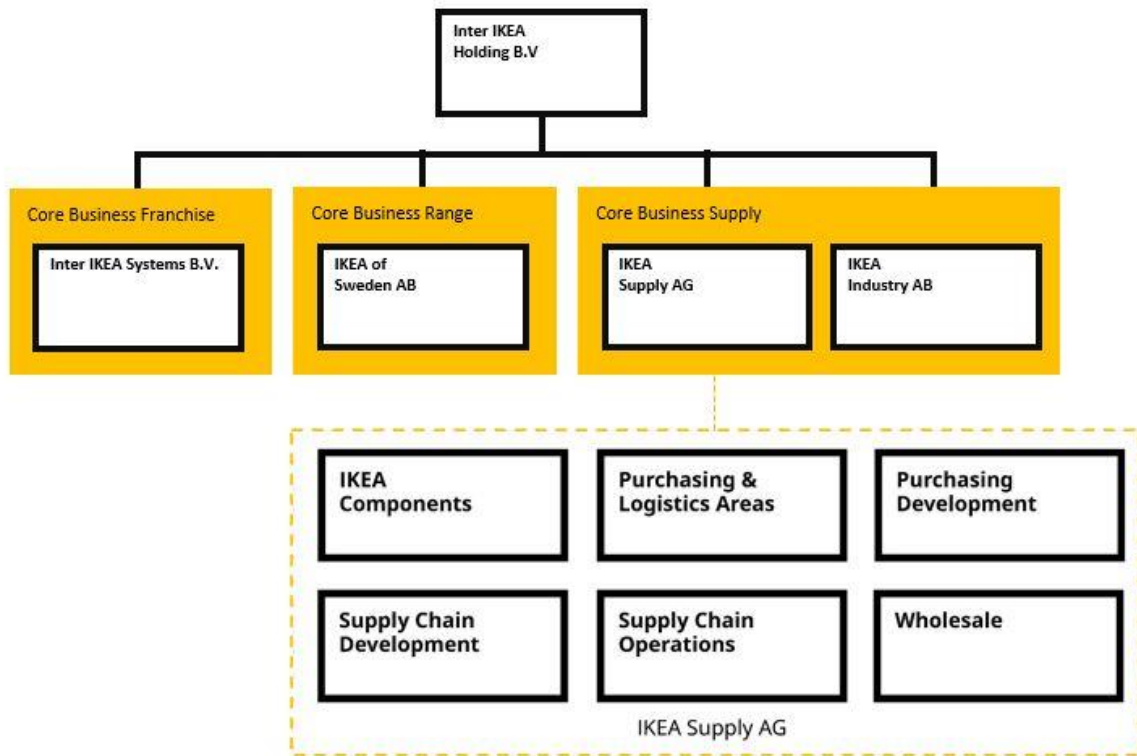 Inter IKEA
Holding B.V
Core Business Franchise
Inter IKEA Systems B.V.
Core Business Range
IKEA of
Sweden AB
Core Business Supply
IKEA
Supply AG
IKEA
Industry AB
IKEA
Components
Purchasing &
Logistics Areas
Purchasing
Development
Supply Chain
Development
Supply Chain
Operations
Wholesale
IKEA Supply AG